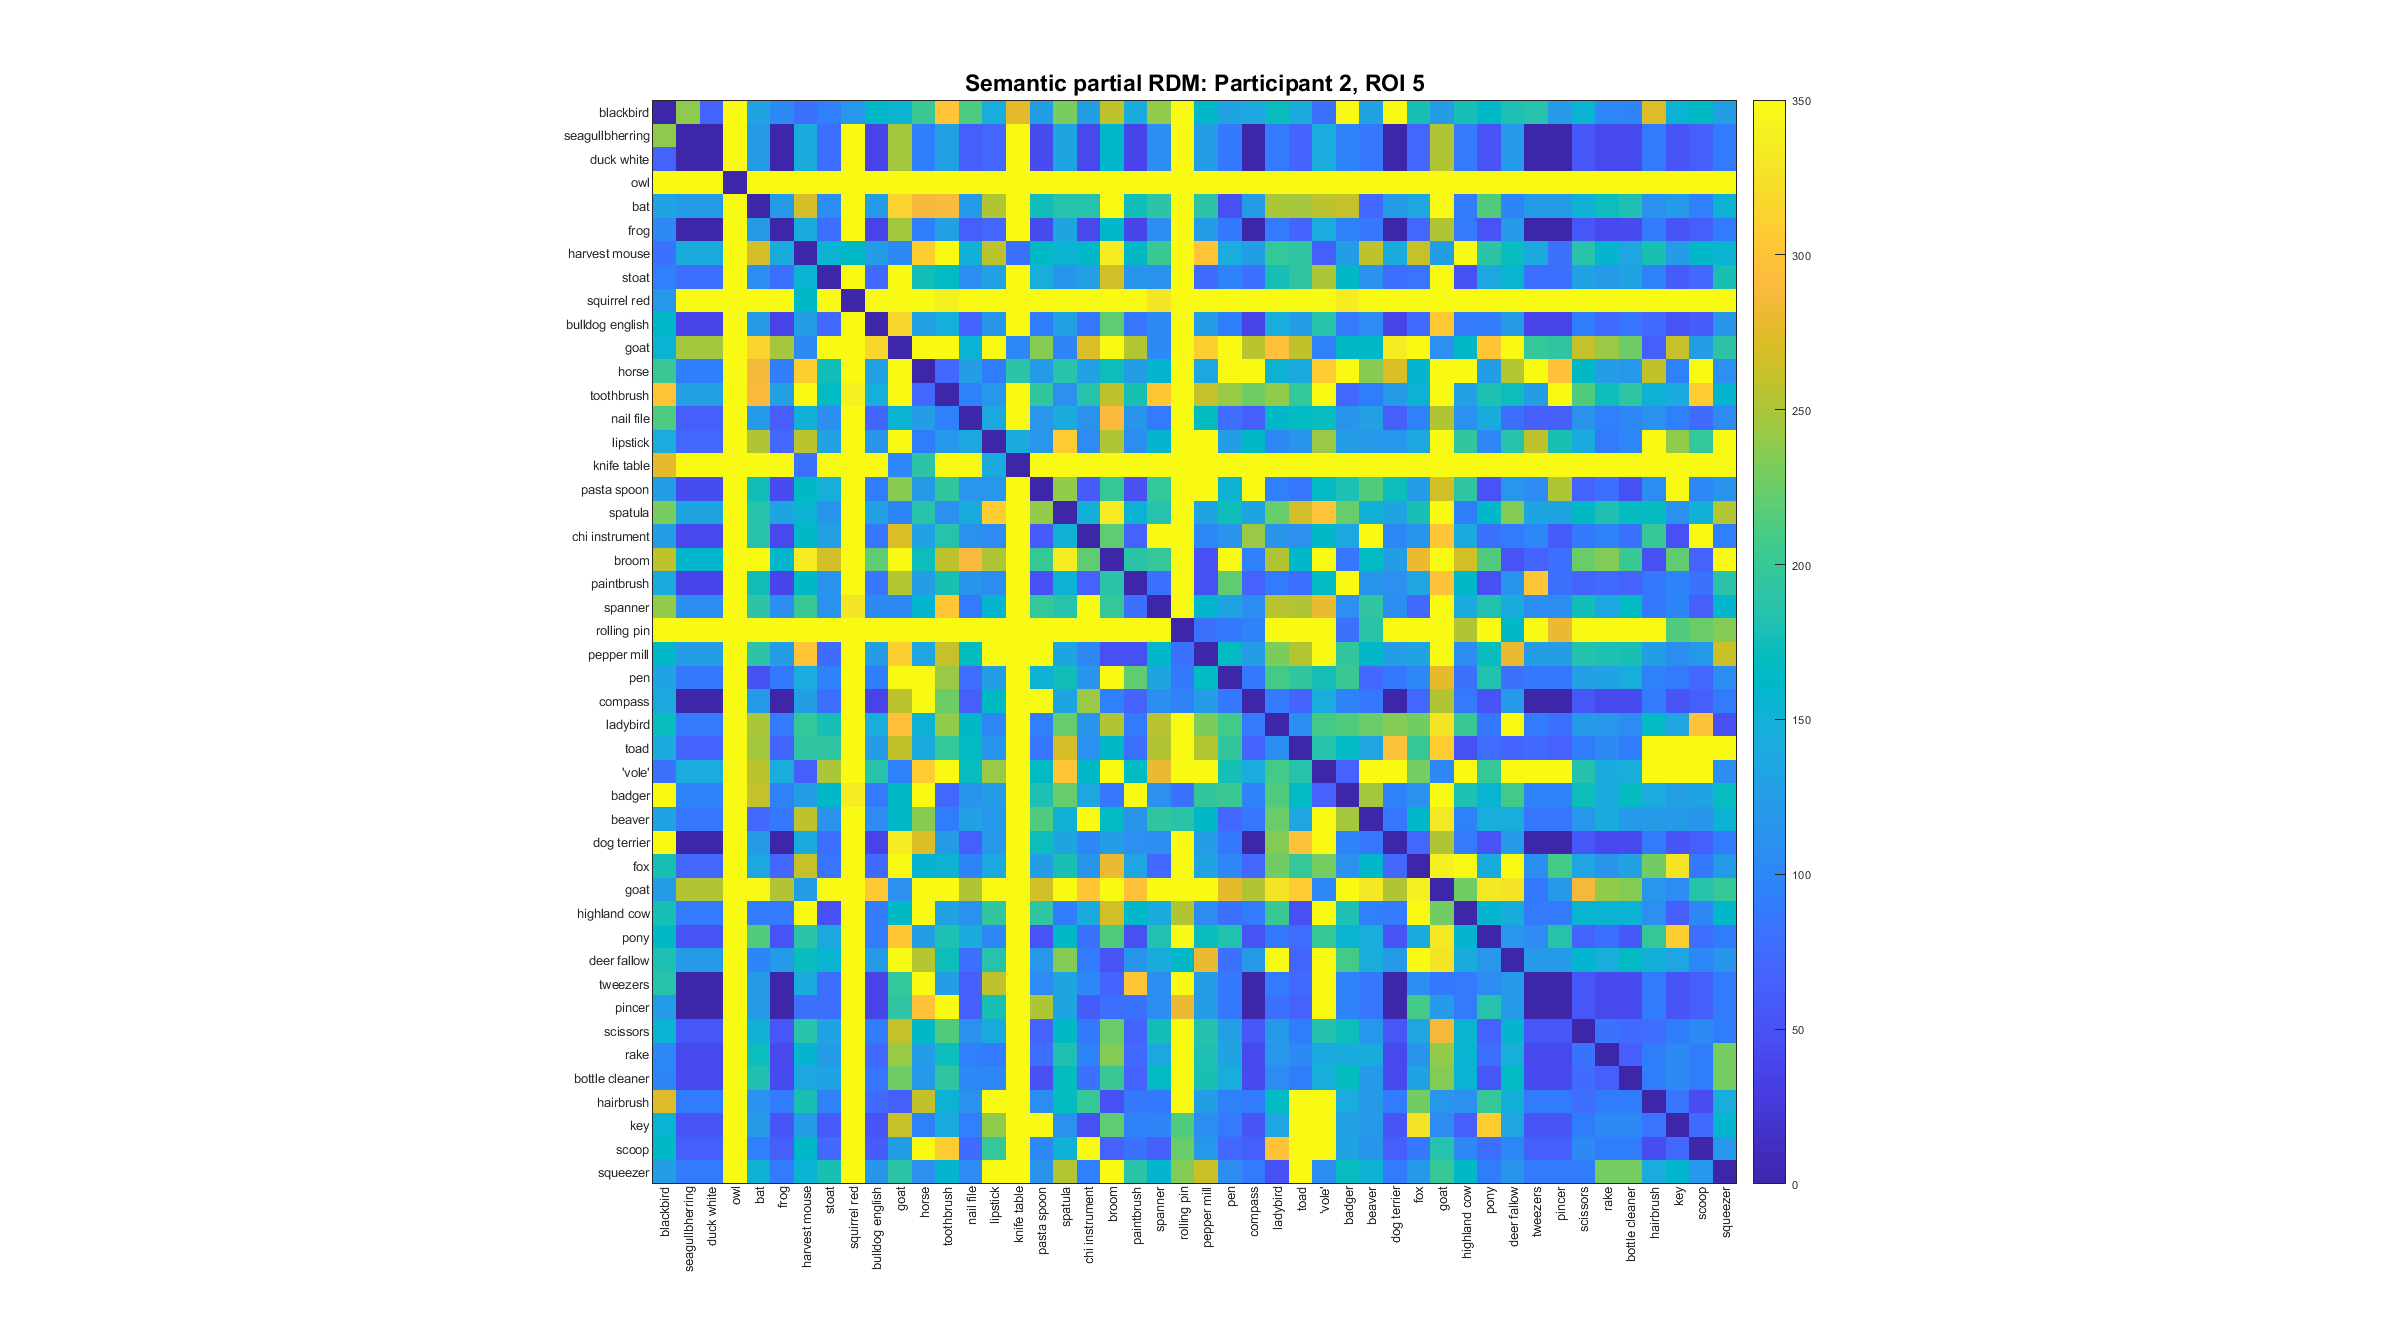 Semantic partial RDM: Participant 2, ROI 5
blackbird
seagullbherring
duck white
owl
bat
frog
harvest mouse
stoat
squirrel red
bulldog english
goat
horse
toothbrush
nail file
lipstick
knife table
pasta spoon
spatula
chi instrument
broom
paintbrush
spanner
rolling pin
pepper mill
pen
compass
ladybird
toad
'vole'
badger
beaver
dog terrier
fox
goat
highland cow
pony
deer fallow
tweezers
pincer
scissors
rake
bottle cleaner
hairbrush
key
scoop
squeezer
blackbird
seagullbherring
duck white
owl
bat
frog
harvest mouse
stoat
squirrel red
bulldog english
goat
horse
toothbrush
nail file
lipstick
knife table
pasta spoon
spatula
chi instrument
broom
paintbrush
spanner
rolling pin
pepper mill
pen
compass
ladybird
toad
'vole'
badger
beaver
dog terrier
fox
goat
highland cow
pony
deer fallow
tweezers
pincer
scissors
rake
bottle cleaner
hairbrush
key
scoop
squeezer
350
300
250
200
150
100
50
0